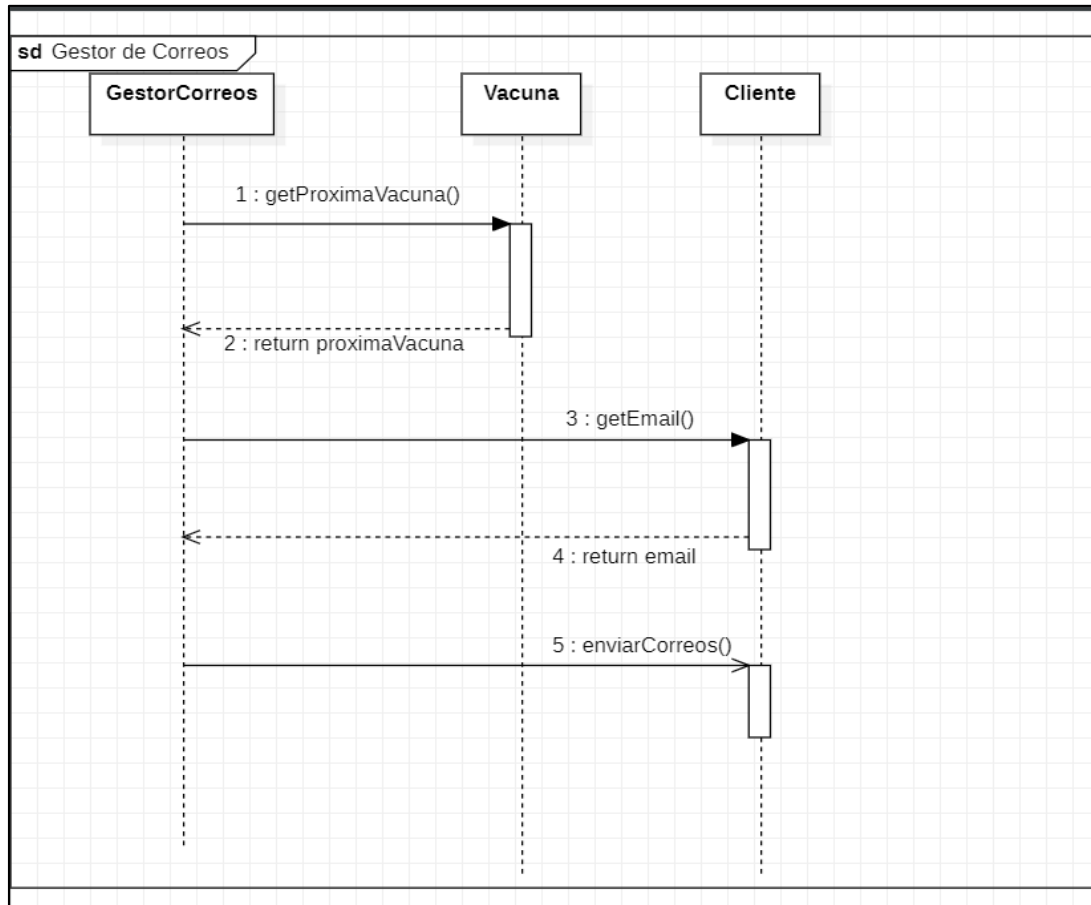 sd Gestor de Correos
GestorCorreos
Vacuna
Cliente
1 : getProximaVacuna()
2 : return proximaVacuna
3 : getEmail()
4 : return email
5 : enviarCorreos()